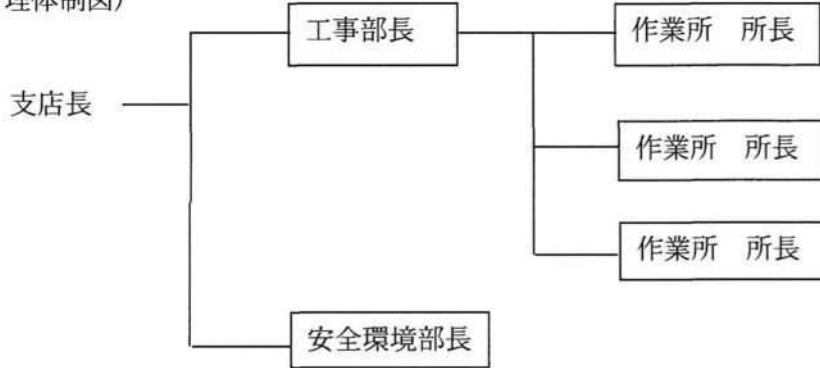 理体制図)
工事部長
作業所　所長
支店長
作業所　所長
作業所　所長
安全環境部長